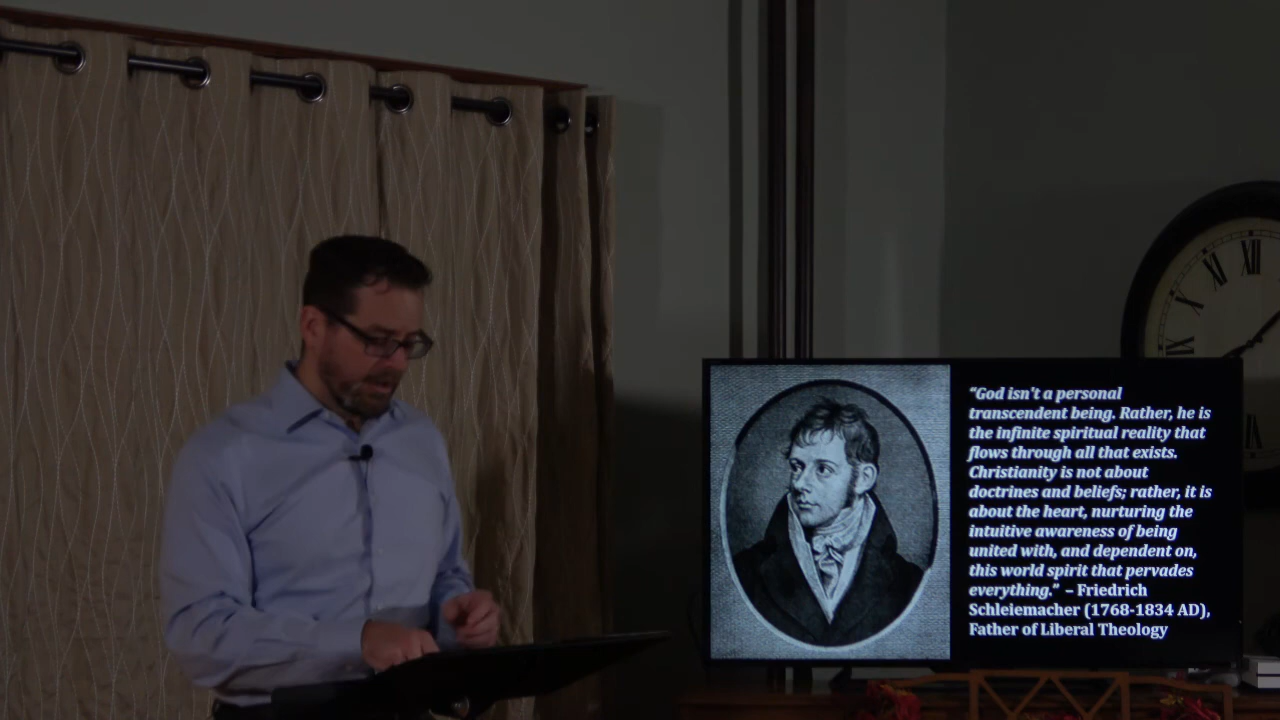 XII
XI
X
IX
“God isn't a personal
transcendent being. Rather, he is
the infinite spiritual reality that
flows through all that exists.
Christianity is not about
doctrines and beliefs; rather, it is
about the heart, nurturing the
intuitive awareness of being
united with, and dependent on,
this world spirit that pervades
everything.” – Friedrich
Schleiemacher (1768-1834 AD),
Father of Liberal Theology